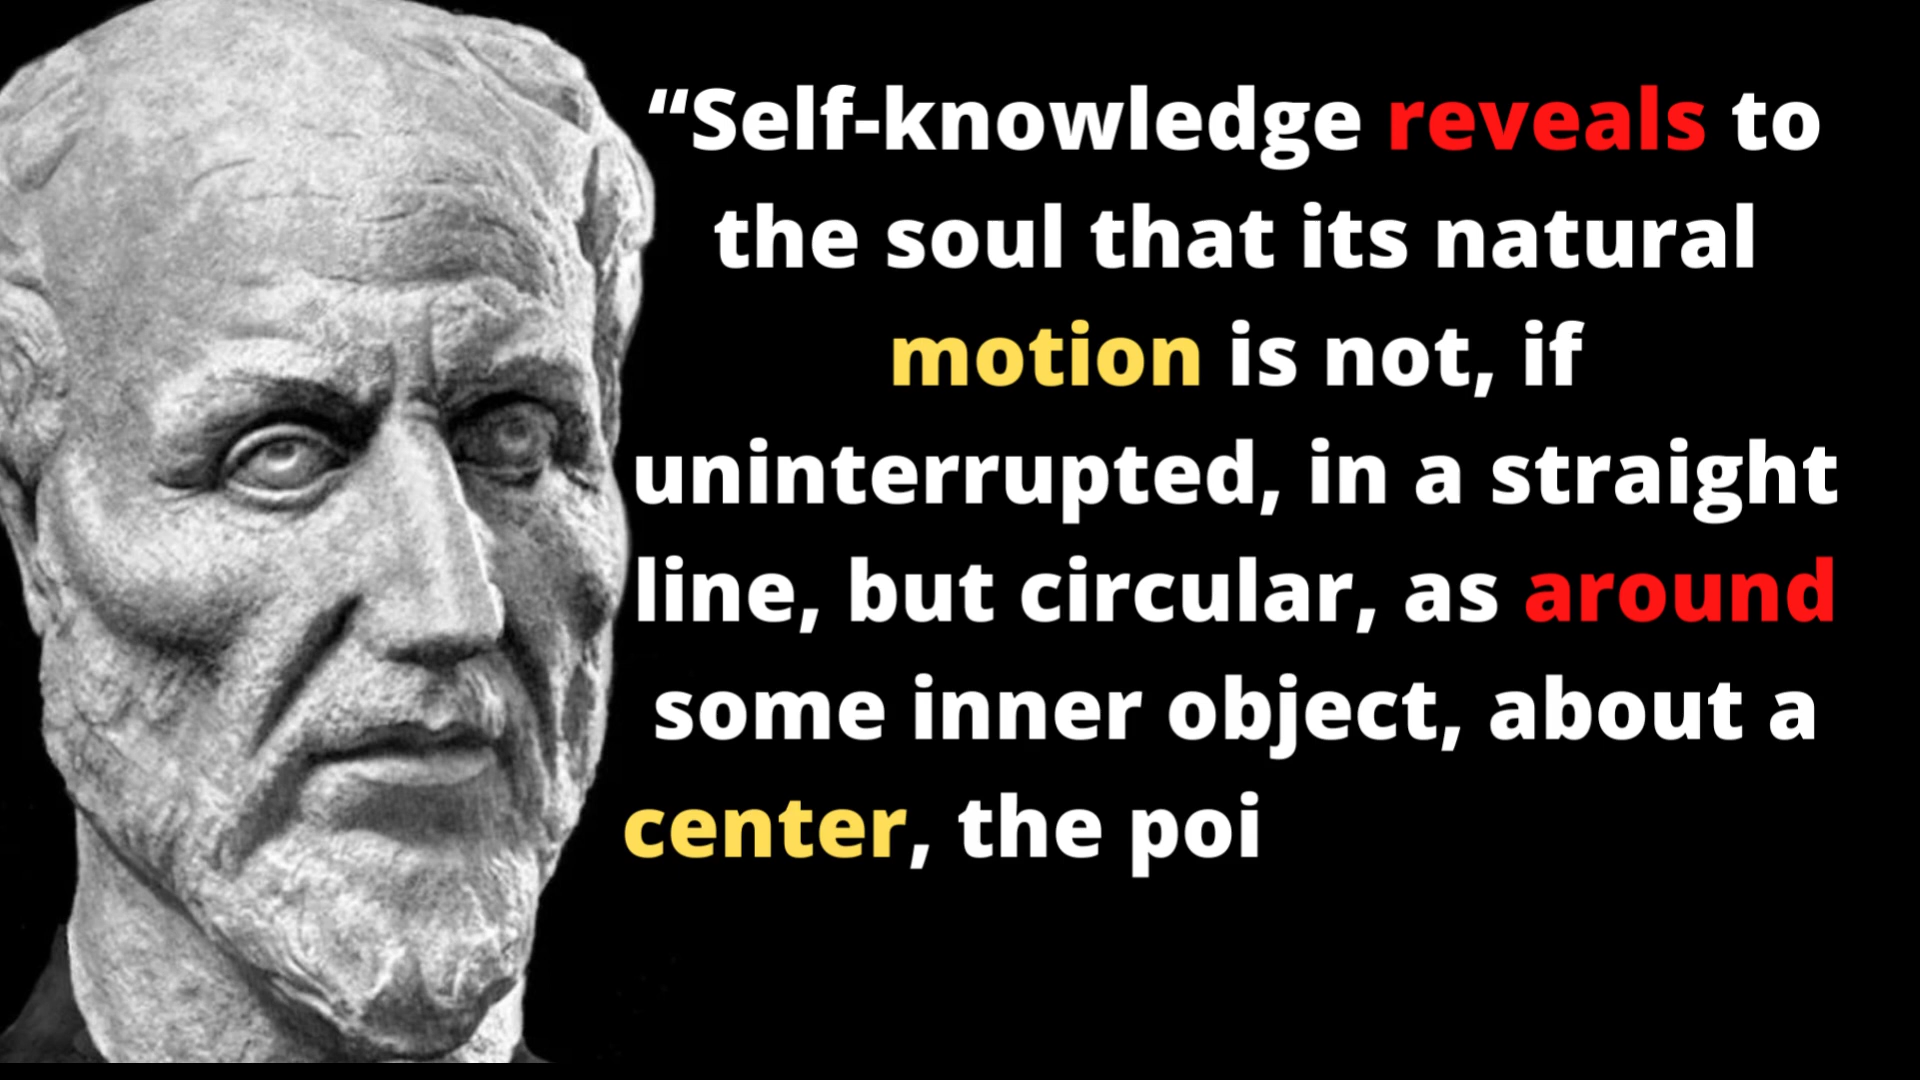 “Self-knowledge reveals to
the soul that its natural
motion is not, if
uninterrupted, in a straight
line, but circular, as around
some inner object, about a
center, the poi